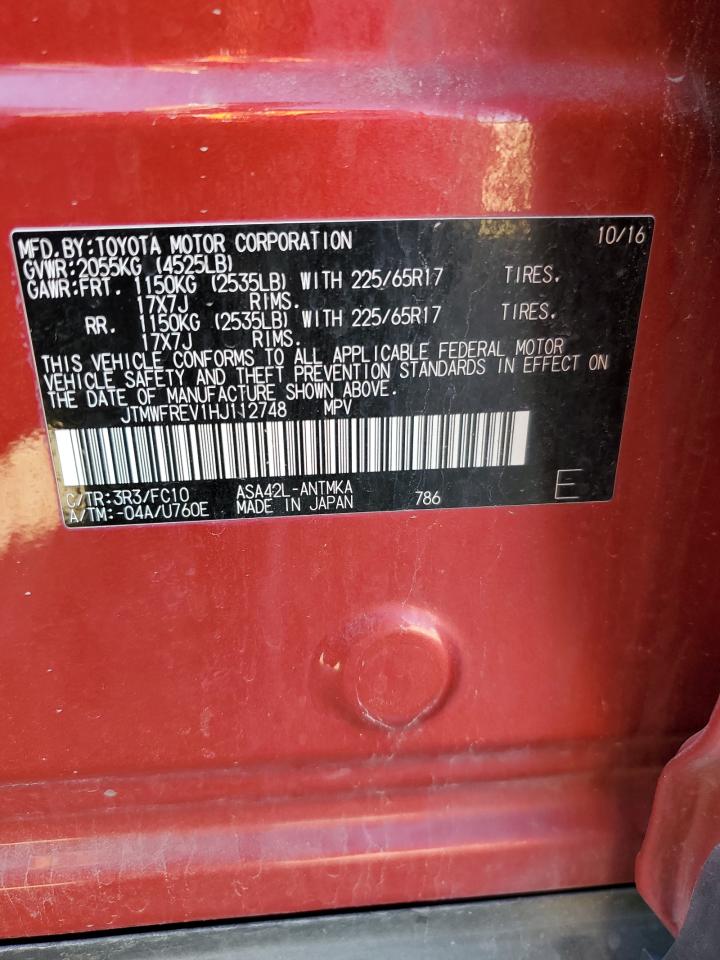 MFD.BY:TOYOTA MOTOR CORPORATION 10/16
GVWR:2055KG (4525LB)
GAWR:FRT. 1150KG (2535LB) WITH 225/65R17 TIRES.
17X7J RIMS.
RR. 1150KG (2535LB) WITH 225/65R17 TIRES.
17X7J RIMS.
THIS VEHICLE CONFORMS TO ALL APPLICABLE FEDERAL MOTOR
VEHICLE SAFETY AND THEFT PREVENTION STANDARDS IN EFFECT ON
THE DATE OF MANUFACTURE SHOWN ABOVE.
JTMWFREV1HJ112748 MPV
C/TR:3R3/FC10 ASA42L-ANTMKA
A/TM:-04A/U760E MADE IN JAPAN 786 E